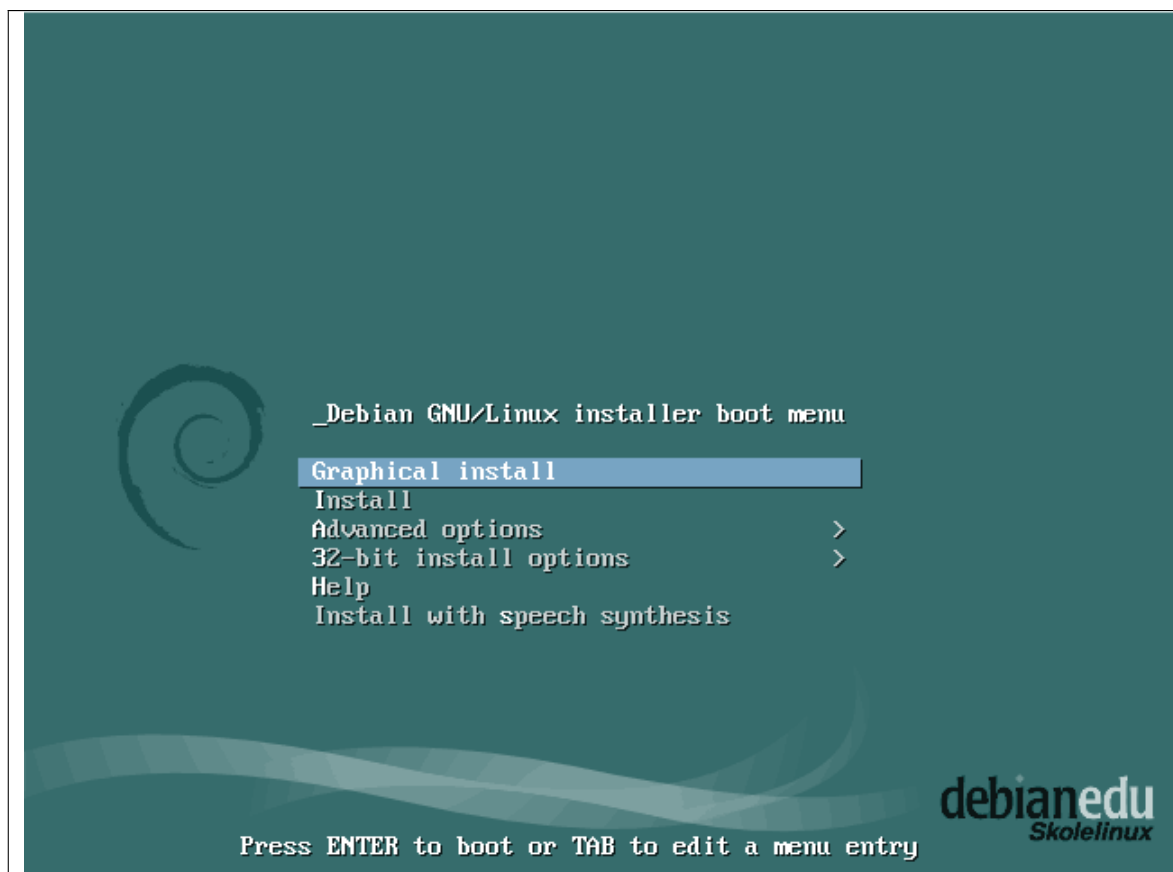 _Debian GNU/Linux installer boot menu
Graphical install
Install
Advanced options >
32-bit install options >
Help
Install with speech synthesis
debianedu
Skolelinux
Press ENTER to boot or TAB to edit a menu entry